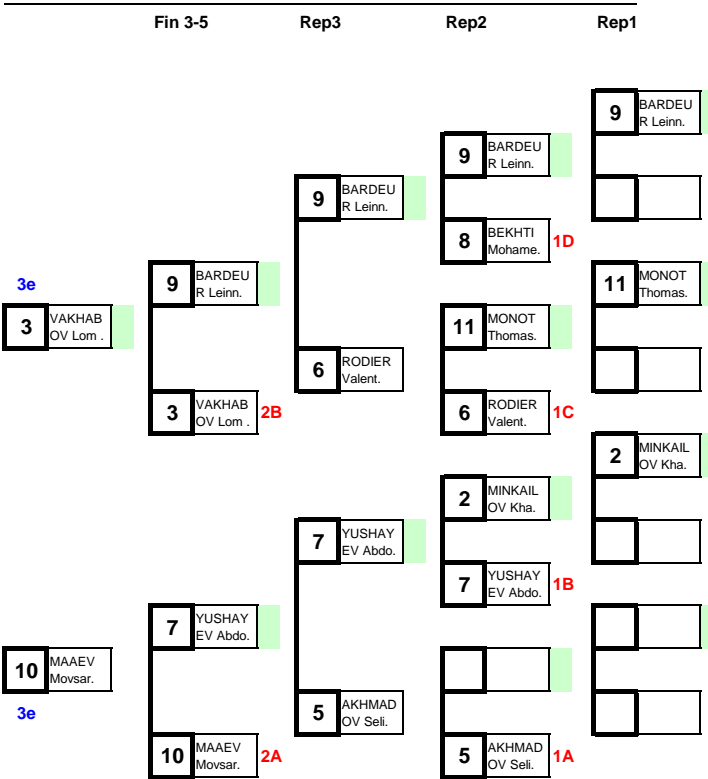 Fin 3-5 Rep3 Rep2 Rep1
9 BARDEU
R Leinn.
9 BARDEU
R Leinn.
9 BARDEU
R Leinn.
8 BEKHTI
Mohame. 1D
3e
9 BARDEU
R Leinn.
11 MONOT
Thomas.
3 VAKHAB
OV Lom .
11 MONOT
Thomas.
6 RODIER
Valent.
3 VAKHAB
OV Lom . 2B
6 RODIER
Valent. 1C
2 MINKAIL
OV Kha.
2 MINKAIL
OV Kha.
7 YUSHAY
EV Abdo.
7 YUSHAY
EV Abdo. 1B
7 YUSHAY
EV Abdo.
10 MAAEV
Movsar.
3e
5 AKHMAD
OV Seli.
10 MAAEV
Movsar. 2A
5 AKHMAD
OV Seli. 1A